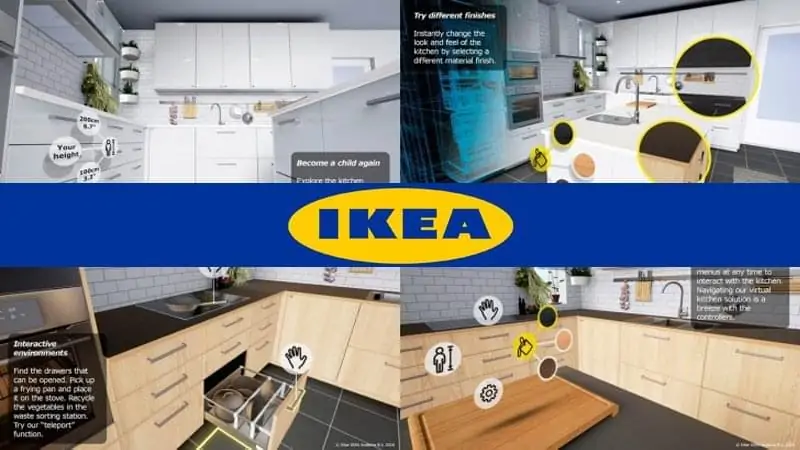 200cm
6.7"
Your
height
100cm
3.3"
Become a child again
Explore the kitchen
Try different finishes
Instantly change the
look and feel of the
kitchen by selecting a
different material finish.
IKEA
Interactive
environments
Find the drawers that
can be opened. Pick up
a frying pan and place
it on the stove. Recycle
the vegetables in the
waste sorting station.
Try our "teleport"
function.
menus at any time to
interact with the kitchen.
Navigating our virtual
kitchen solution is a
breeze with the
controllers.